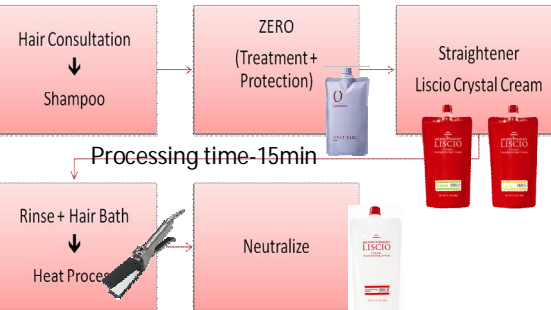 Hair Consultation
Shampoo
ZERO
(Treatment +
Protection)
Straightener
Liscio Crystal Cream
LISCIO
LISCIO
Processing time-15min
Rinse + Hair Bath
Heat Proces
Neutralize
LISCIO